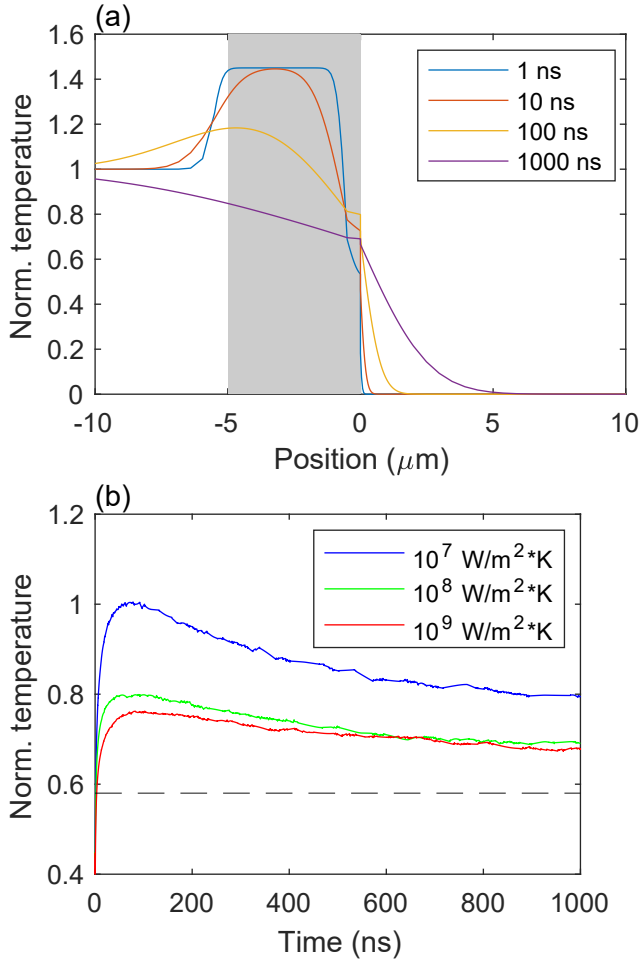 (a)
1.6
1.4
1.2
1
0.8
0.6
0.4
0.2
0
Norm. temperature
1 ns
10 ns
100 ns
1000 ns
-10
-5
0
5
10
Position (μm)
(b)
1.2
1
0.8
0.6
0.4
Norm. temperature
10⁷ W/m²*K
10⁸ W/m²*K
10⁹ W/m²*K
0
200
400
600
800
1000
Time (ns)